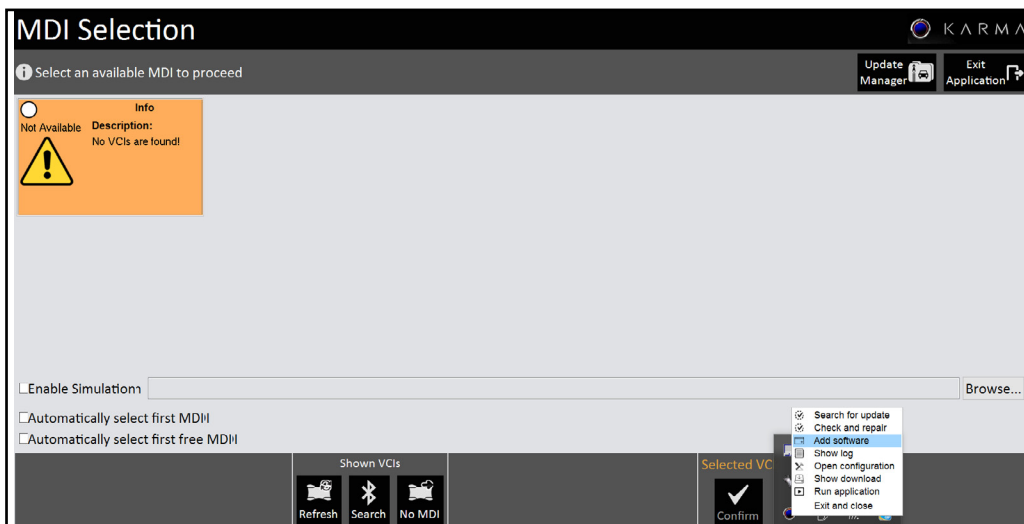 MDI Selection
KARMA
Select an available MDI to proceed
Update
Manager
Exit
Application
Info
Not Available
Description:
No VCIs are found!
Enable Simulation
Browse...
Automatically select first MDI
Automatically select first free MDI
Search for update
Check and repair
Add software
Show log
Open configuration
Show download
Run application
Exit and close
Shown VCIs
Refresh
Search
No MDI
Selected VC
Confirm